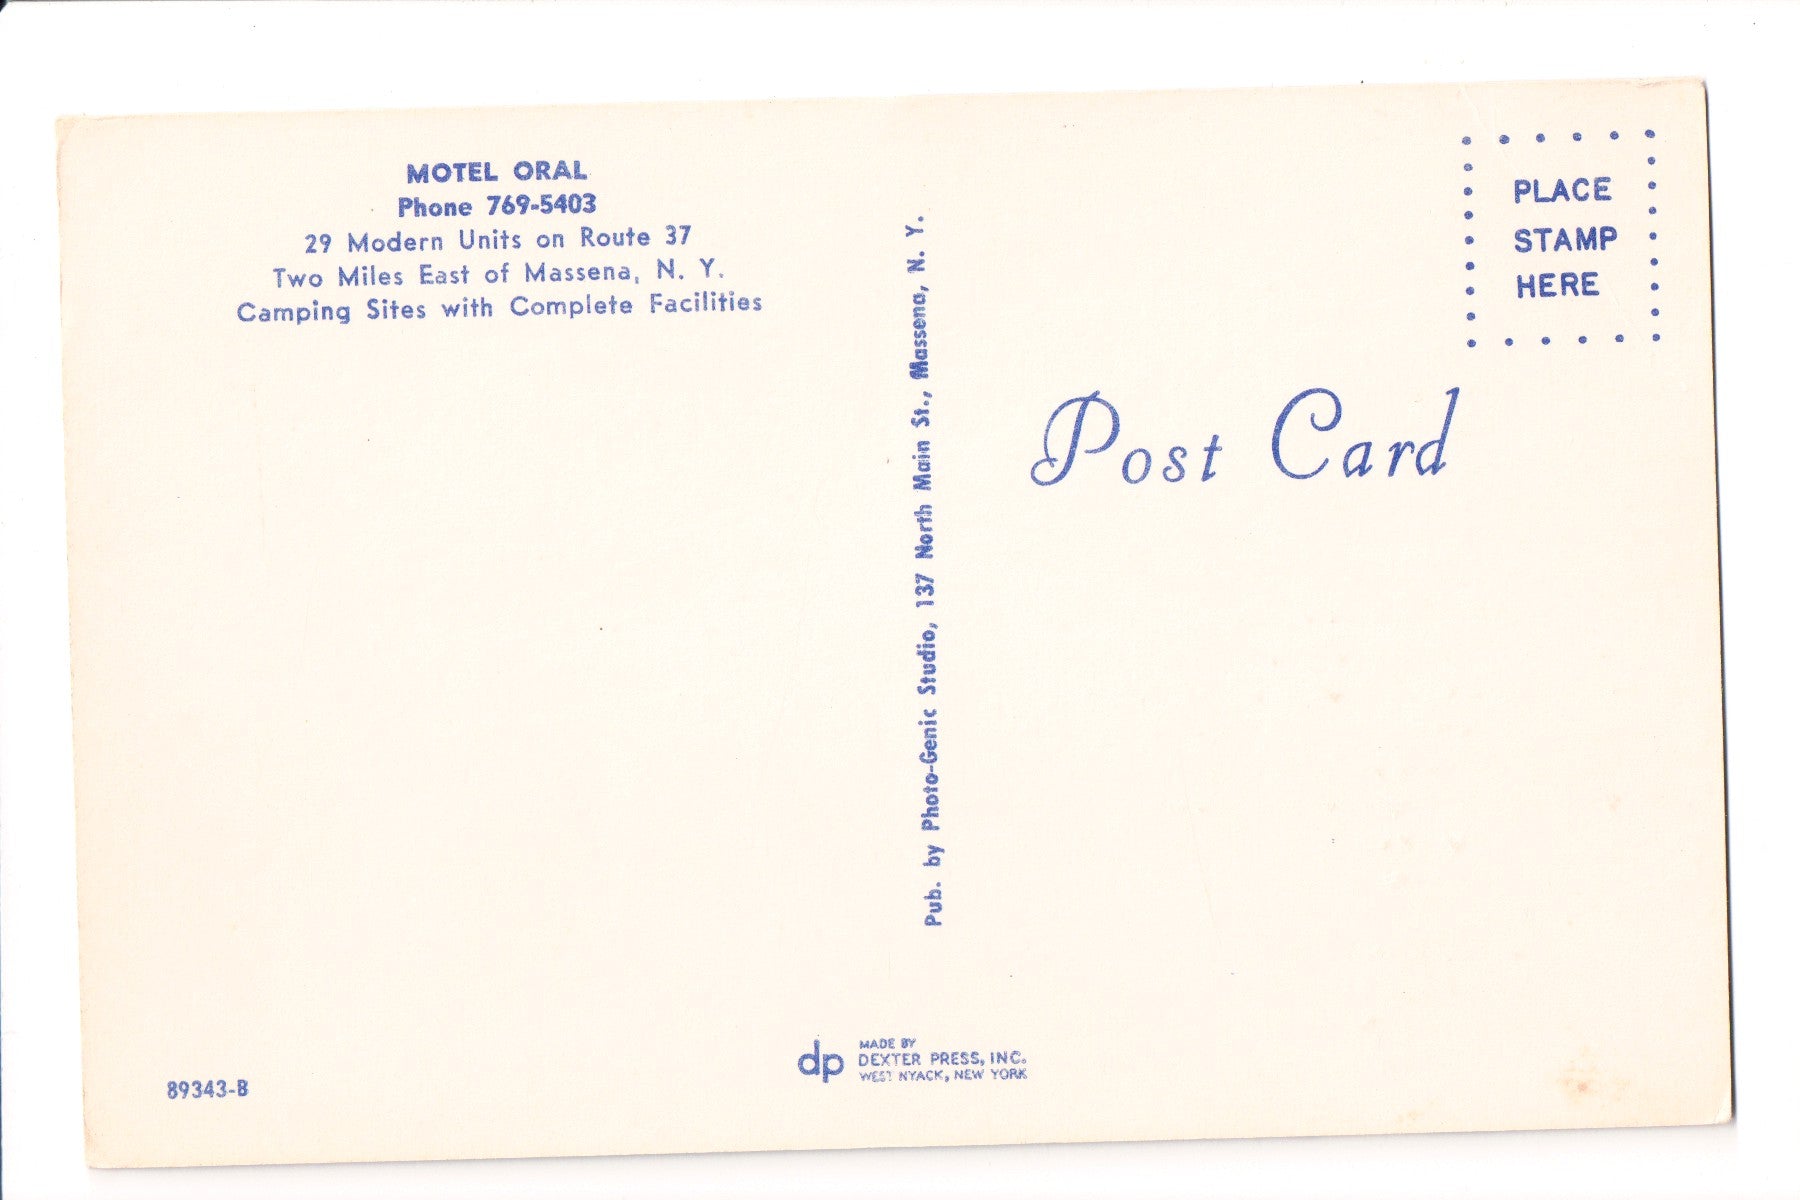 MOTEL ORAL
Phone 769-5403
29 Modern Units on Route 37
Two Miles East of Massena, N. Y.
Camping Sites with Complete Facilities
Pub. by Photo-Genic Studio, 137 North Main St., Massena, N. Y.
PLACE
STAMP
HERE
Post Card
89343-B
dp
MADE BY
DEXTER PRESS, INC.
WEST NYACK, NEW YORK